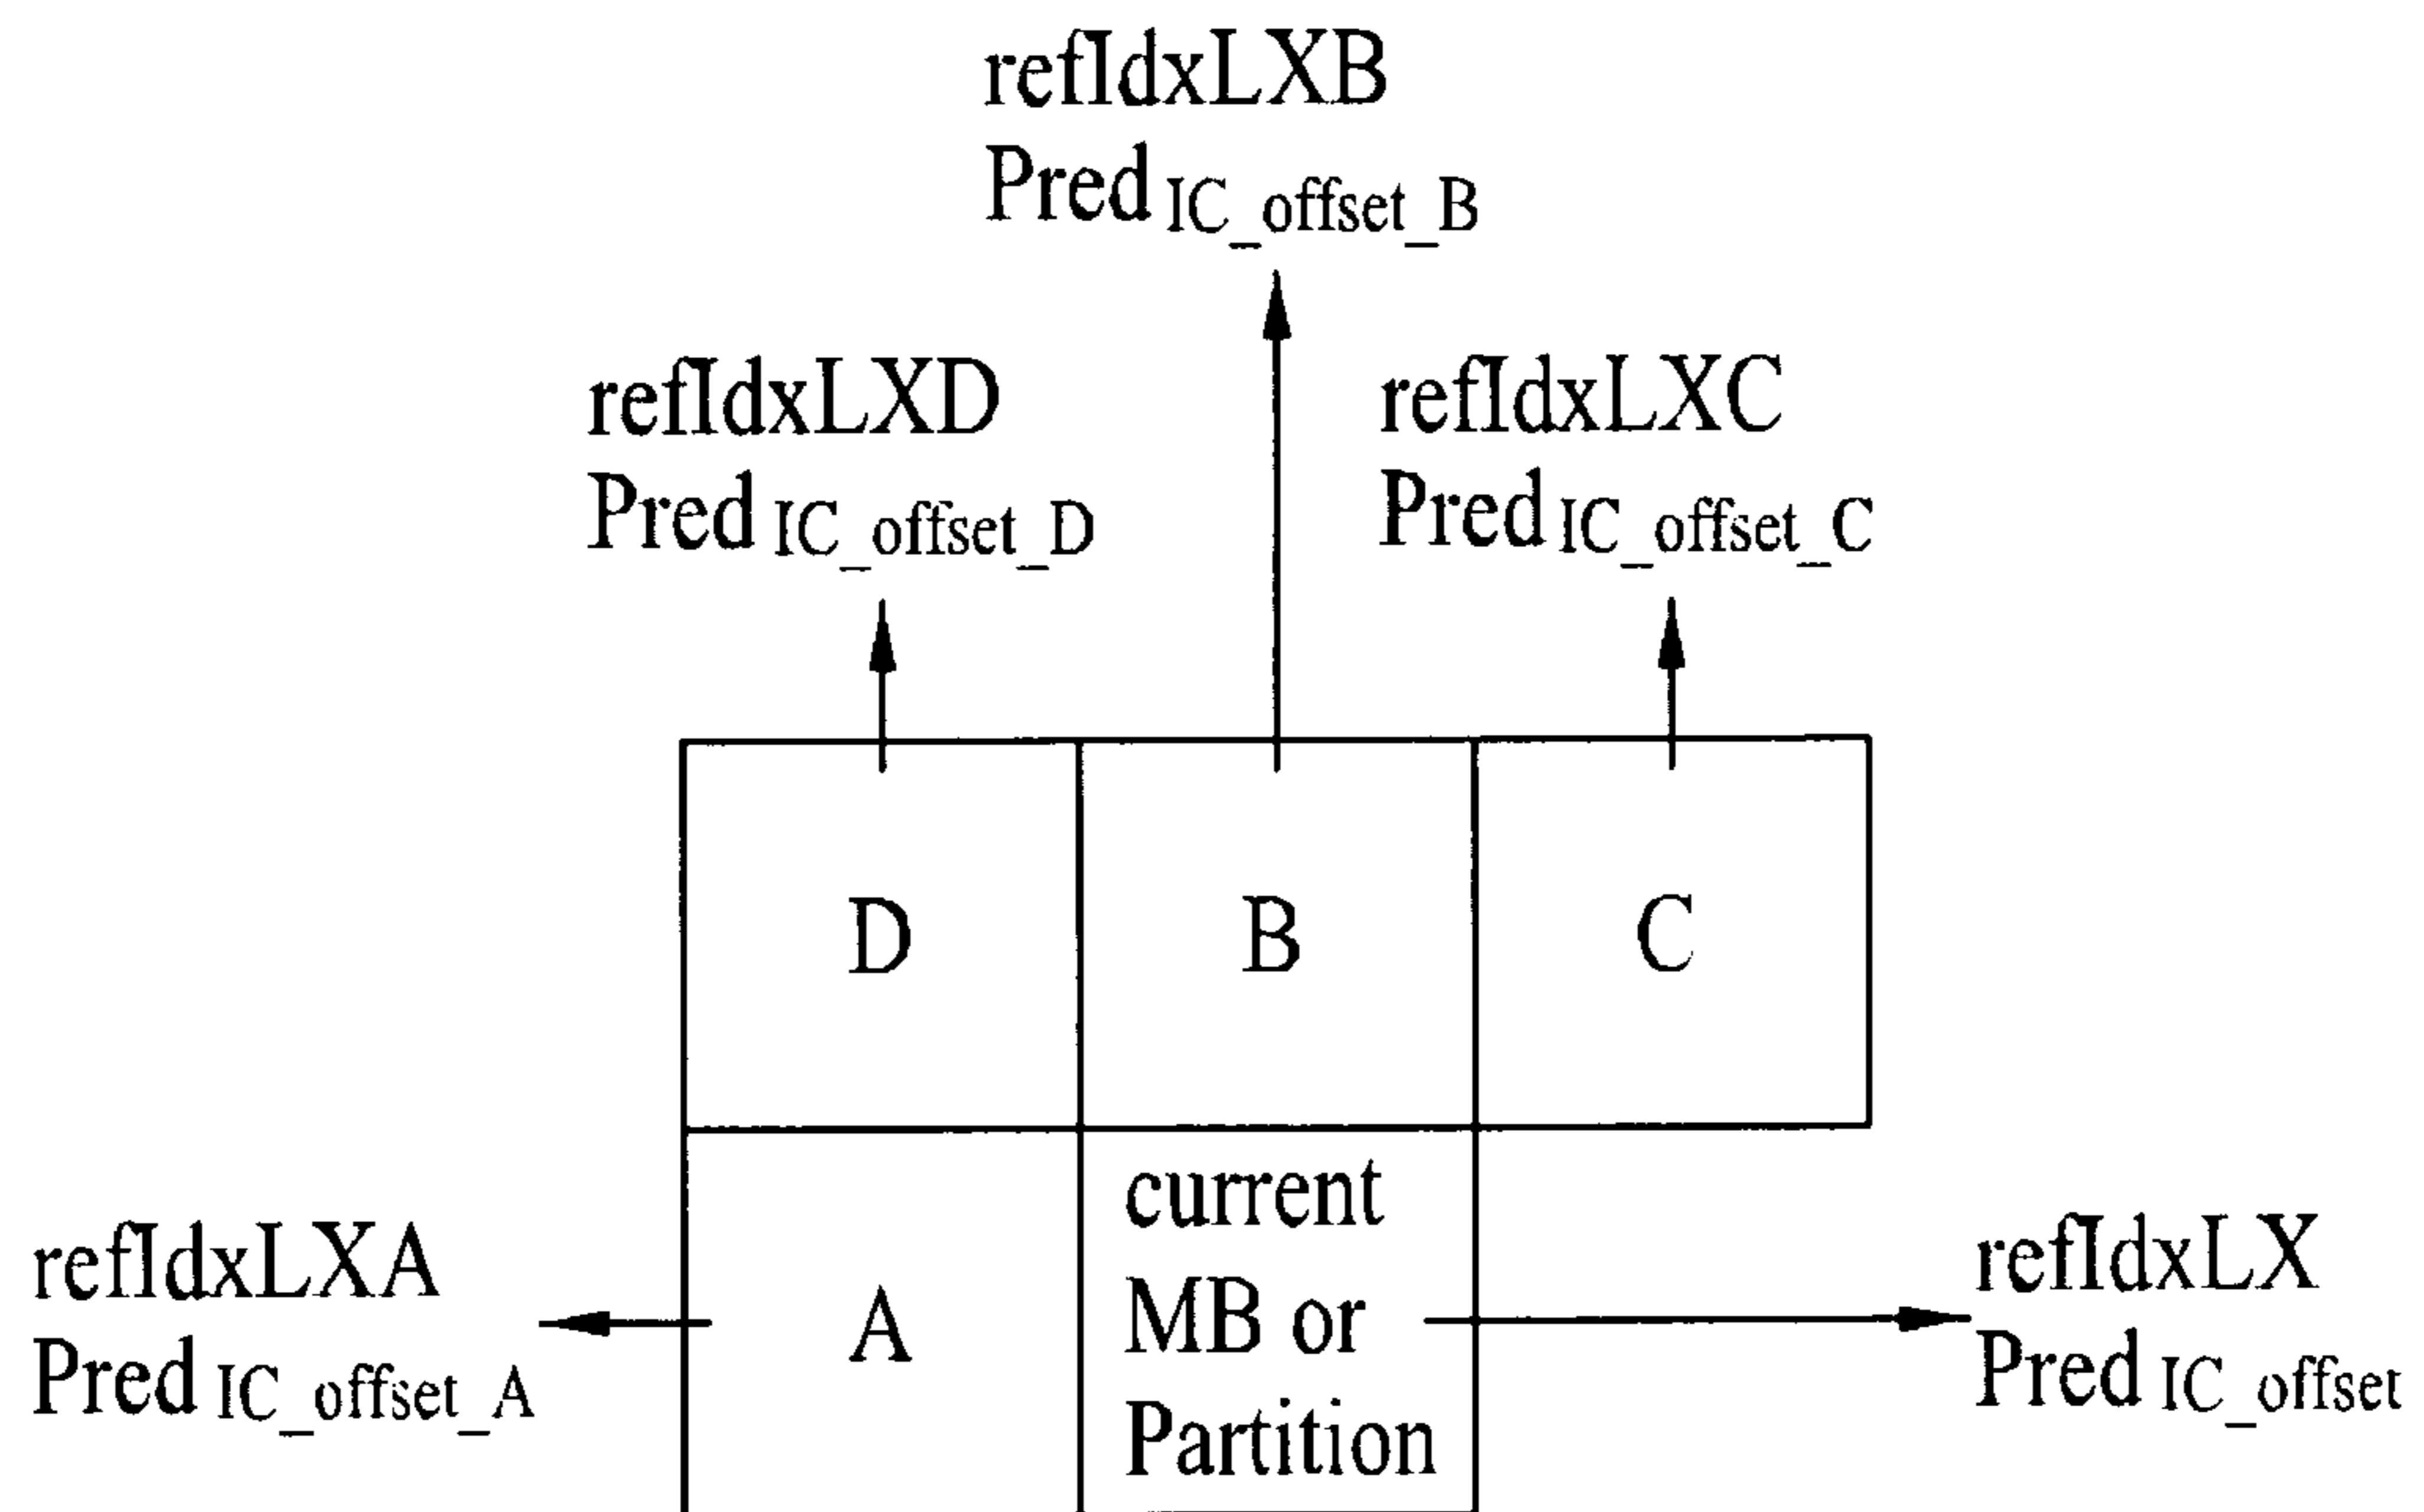 refIdxLXB
Pred IC_offset_B
refIdxLXD
Pred IC_offset_D
refIdxLXC
Pred IC_offset_C
D
B
C
refIdxLXA
Pred IC_offset_A
A
current
MB or
Partition
refIdxLX
Pred IC_offset